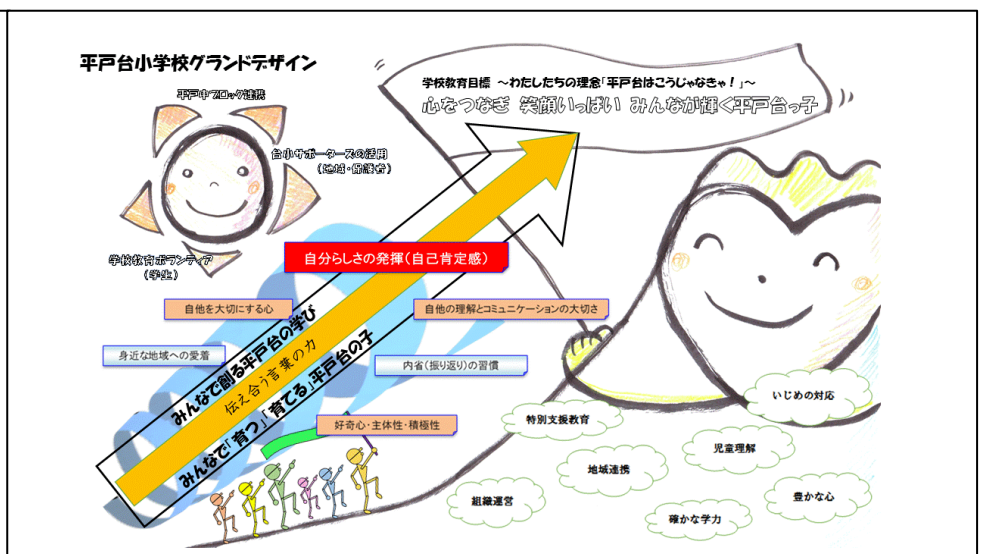 平戸台小学校グランドデザイン
学校教育目標 ～わたしたちの理念「平戸台はこうじゃなきゃ！」～
心をつなぎ 笑顔いっぱい みんなが輝く平戸台っ子
平戸中ブロック連携
台小サポーターズの活用
（地域・保護者）
学校教育ボランティア
（学生）
自分らしさの発揮（自己肯定感）
自他を大切にする心
自他の理解とコミュニケーションの大切さ
身近な地域への愛着
内省（振り返り）の習慣
好奇心・主体性・積極性
みんなで創る平戸台の学び
伝え合う言葉の力
みんなで「育つ」「育てる」平戸台の子
いじめの対応
特別支援教育
児童理解
地域連携
組織運営
豊かな心
確かな学力